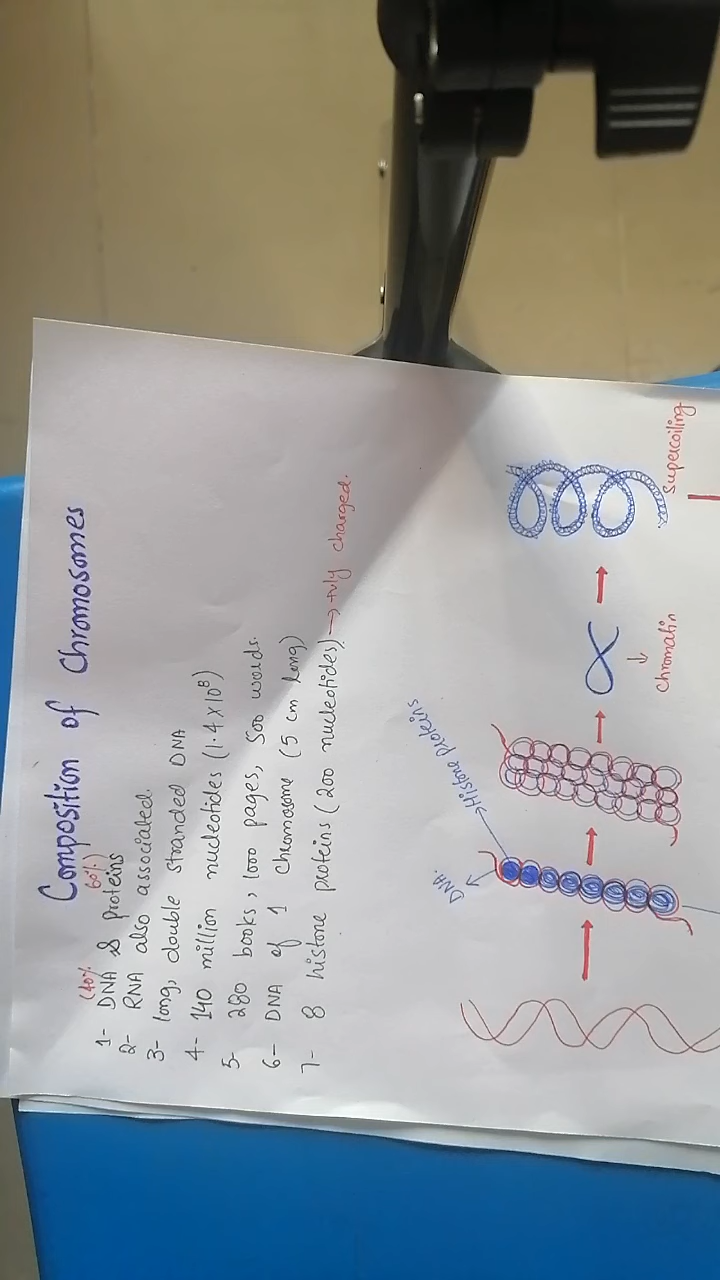 Composition of Chromosomes
(40%) 60%)
1- DNA & proteins
2- RNA also associated.
3- long, double stranded DNA
4- 140 million nucleotides (1.4 x 10⁸)
5- 280 books, 1000 pages, 500 words.
6- DNA of 1 chromosome (5 cm long)
7- 8 histone proteins (200 nucleotides) → +vly charged.
DNA.
Histone proteins
chromatin
Supercoiling